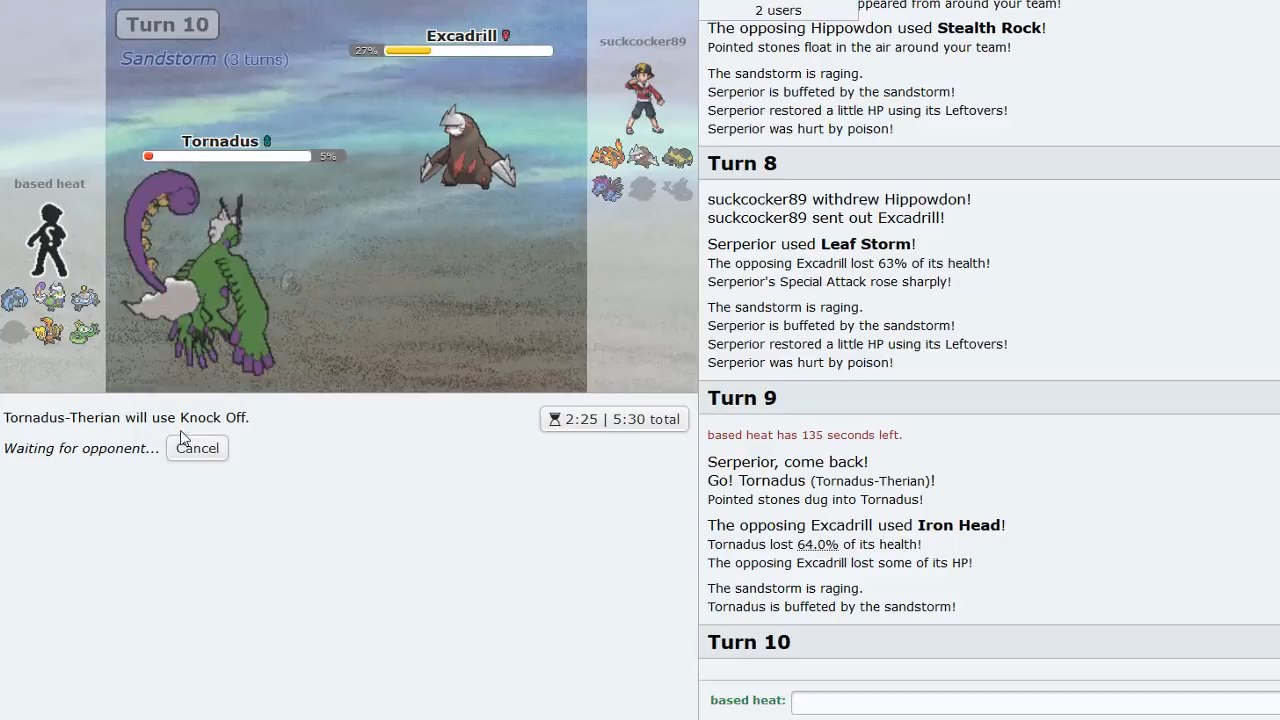 Turn 10
Sandstorm (3 turns)
Excadrill
27%
Tornadus
5%
based heat
suckcocker89
Tornadus-Therian will use Knock Off.
Waiting for opponent... Cancel
2:25 | 5:30 total
2 users
ppeared from around your team!
The opposing Hippowdon used Stealth Rock!
Pointed stones float in the air around your team!
The sandstorm is raging.
Serperior is buffeted by the sandstorm!
Serperior restored a little HP using its Leftovers!
Serperior was hurt by poison!
Turn 8
suckcocker89 withdrew Hippowdon!
suckcocker89 sent out Excadrill!
Serperior used Leaf Storm!
The opposing Excadrill lost 63% of its health!
Serperior's Special Attack rose sharply!
The sandstorm is raging.
Serperior is buffeted by the sandstorm!
Serperior restored a little HP using its Leftovers!
Serperior was hurt by poison!
Turn 9
based heat has 135 seconds left.
Serperior, come back!
Go! Tornadus (Tornadus-Therian)!
Pointed stones dug into Tornadus!
The opposing Excadrill used Iron Head!
Tornadus lost 64.0% of its health!
The opposing Excadrill lost some of its HP!
The sandstorm is raging.
Tornadus is buffeted by the sandstorm!
Turn 10
based heat: